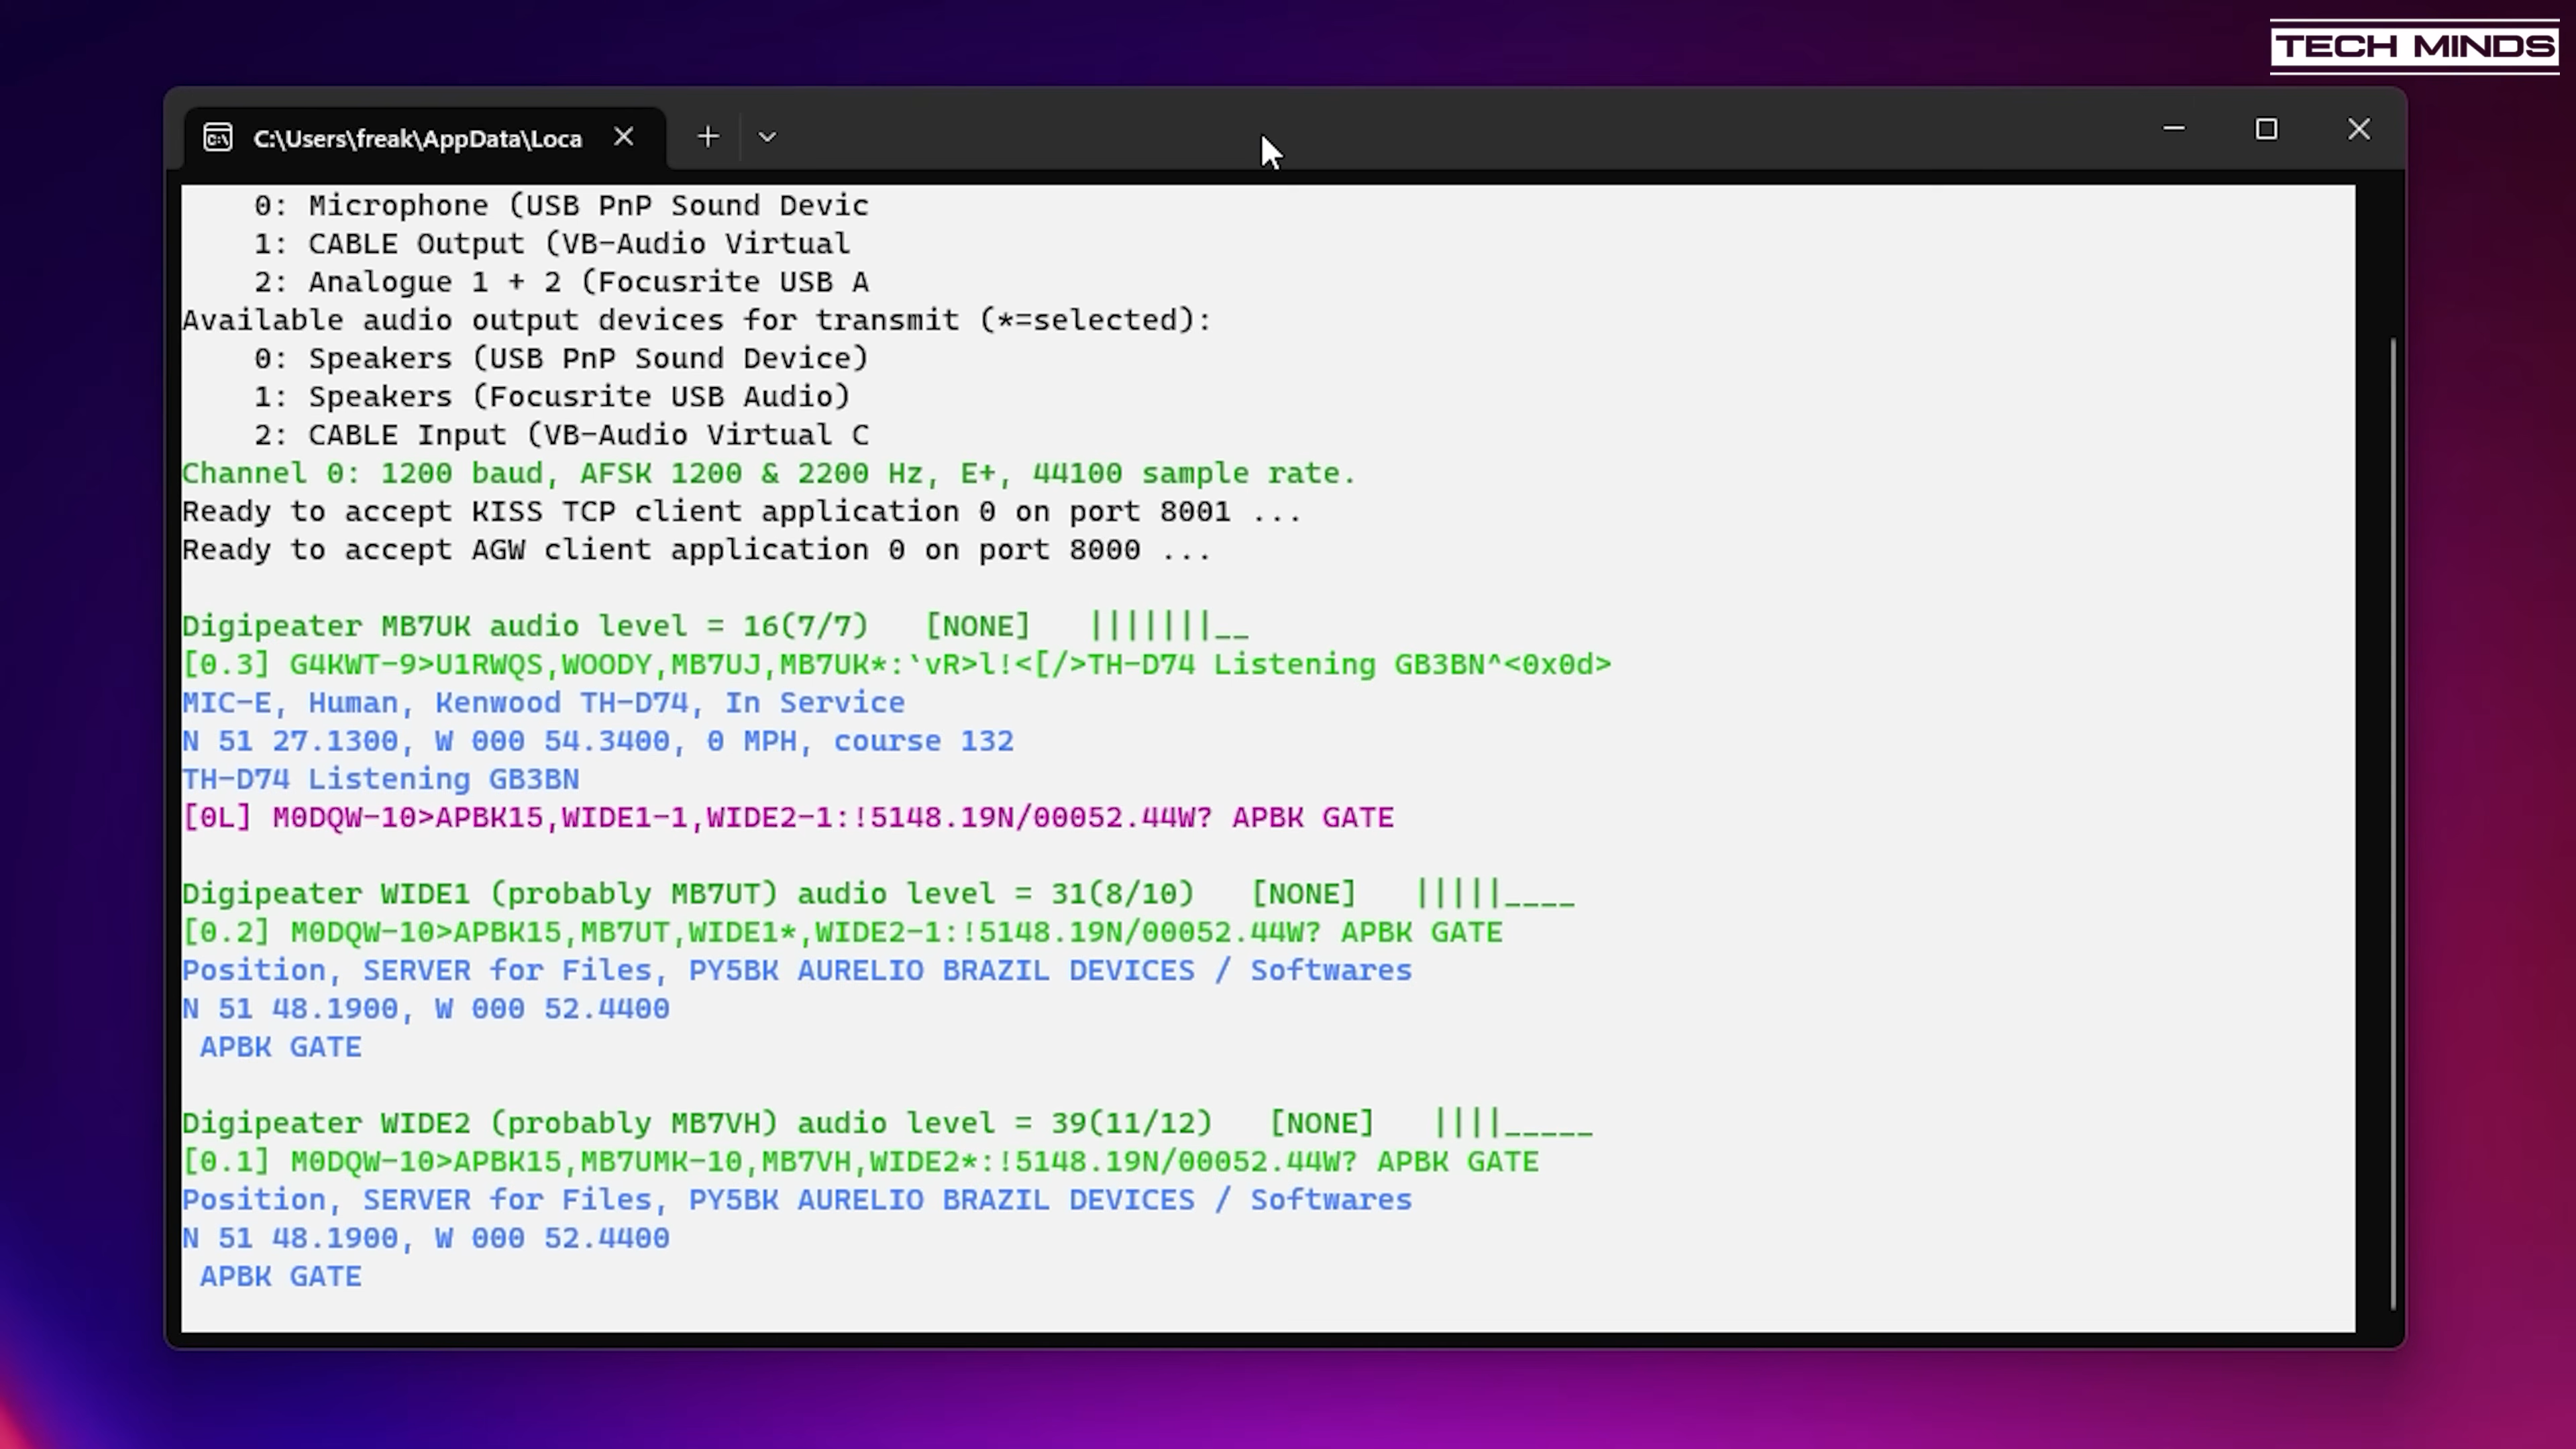 TECH MINDS
C:\Users\freak\AppData\Loca
0: Microphone (USB PnP Sound Devic
1: CABLE Output (VB-Audio Virtual
2: Analogue 1 + 2 (Focusrite USB A
Available audio output devices for transmit (*=selected):
0: Speakers (USB PnP Sound Device)
1: Speakers (Focusrite USB Audio)
2: CABLE Input (VB-Audio Virtual C
Channel 0: 1200 baud, AFSK 1200 & 2200 Hz, E+, 44100 sample rate.
Ready to accept KISS TCP client application 0 on port 8001 ...
Ready to accept AGW client application 0 on port 8000 ...
Digipeater MB7UK audio level = 16(7/7)   [NONE]   |||||||__
[0.3] G4KWT-9>U1RWQS,WOODY,MB7UJ,MB7UK*:`vR>l!<[/>TH-D74 Listening GB3BN^<0x0d>
MIC-E, Human, Kenwood TH-D74, In Service
N 51 27.1300, W 000 54.3400, 0 MPH, course 132
TH-D74 Listening GB3BN
[0L] M0DQW-10>APBK15,WIDE1-1,WIDE2-1:!5148.19N/00052.44W? APBK GATE
Digipeater WIDE1 (probably MB7UT) audio level = 31(8/10)   [NONE]   |||||____
[0.2] M0DQW-10>APBK15,MB7UT,WIDE1*,WIDE2-1:!5148.19N/00052.44W? APBK GATE
Position, SERVER for Files, PY5BK AURELIO BRAZIL DEVICES / Softwares
N 51 48.1900, W 000 52.4400
APBK GATE
Digipeater WIDE2 (probably MB7VH) audio level = 39(11/12)   [NONE]   ||||_____
[0.1] M0DQW-10>APBK15,MB7UMK-10,MB7VH,WIDE2*:!5148.19N/00052.44W? APBK GATE
Position, SERVER for Files, PY5BK AURELIO BRAZIL DEVICES / Softwares
N 51 48.1900, W 000 52.4400
APBK GATE